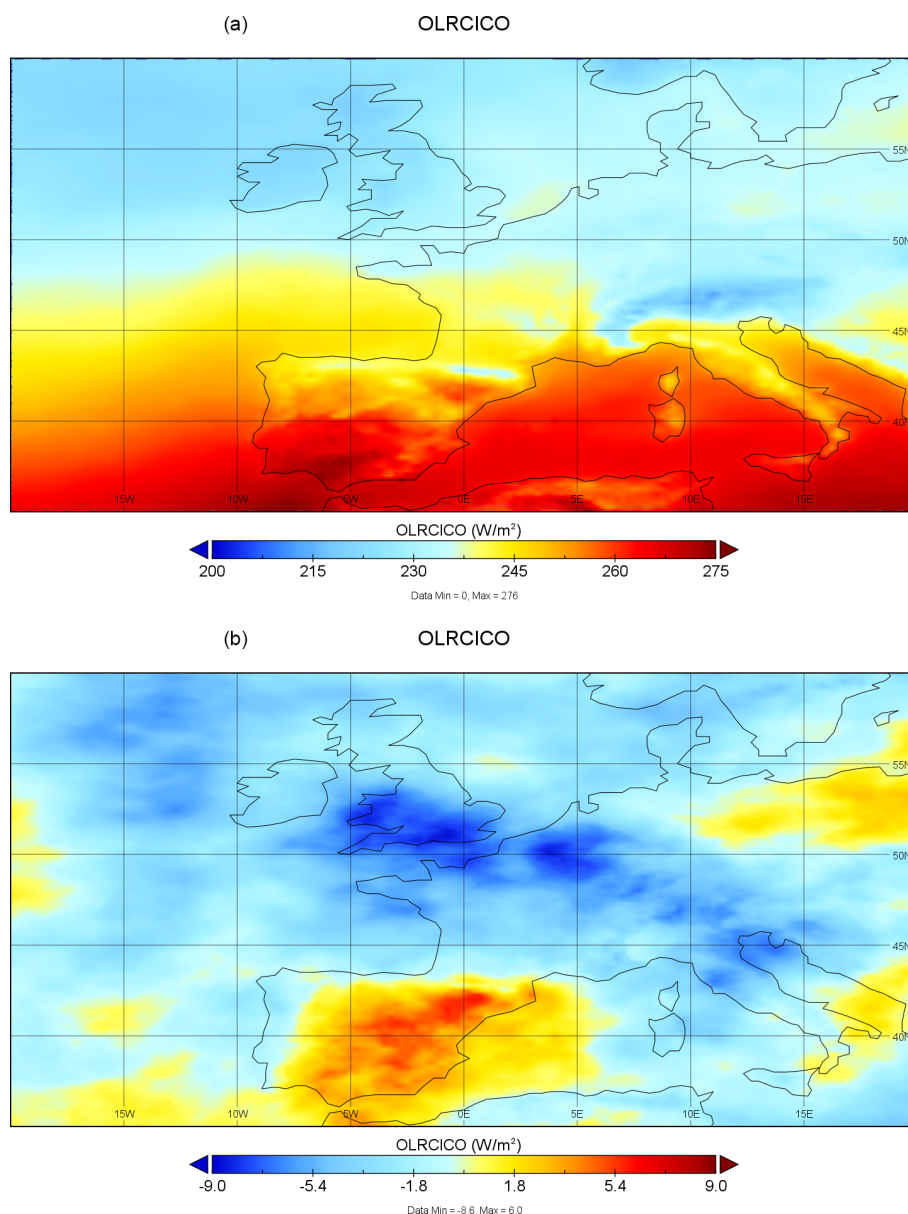 (a) OLRCICO
55N
50N
45N
40N
15W 10W 5W 0E 5E 10E 15E
OLRCICO (W/m²)
200 215 230 245 260 275
Data Min = 0, Max = 276
(b) OLRCICO
55N
50N
45N
40N
15W 10W 5W 0E 5E 10E 15E
OLRCICO (W/m²)
-9.0 -5.4 -1.8 1.8 5.4 9.0
Data Min = -8.6, Max = 6.0